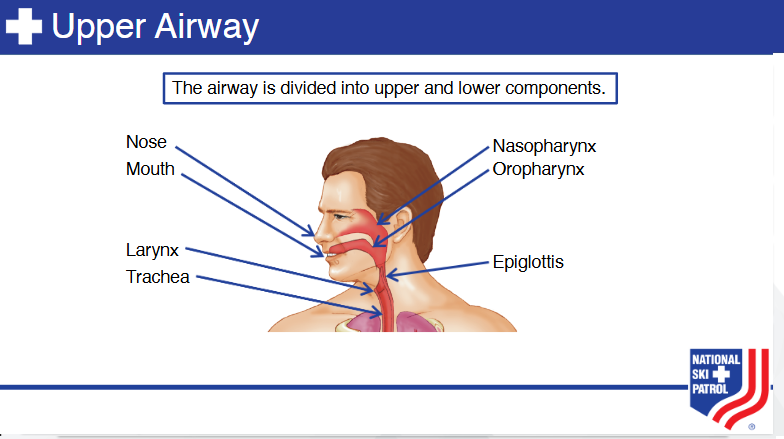 Upper Airway
The airway is divided into upper and lower components.
Nose
Mouth
Larynx
Trachea
Nasopharynx
Oropharynx
Epiglottis
NATIONAL
SKI
PATROL
®